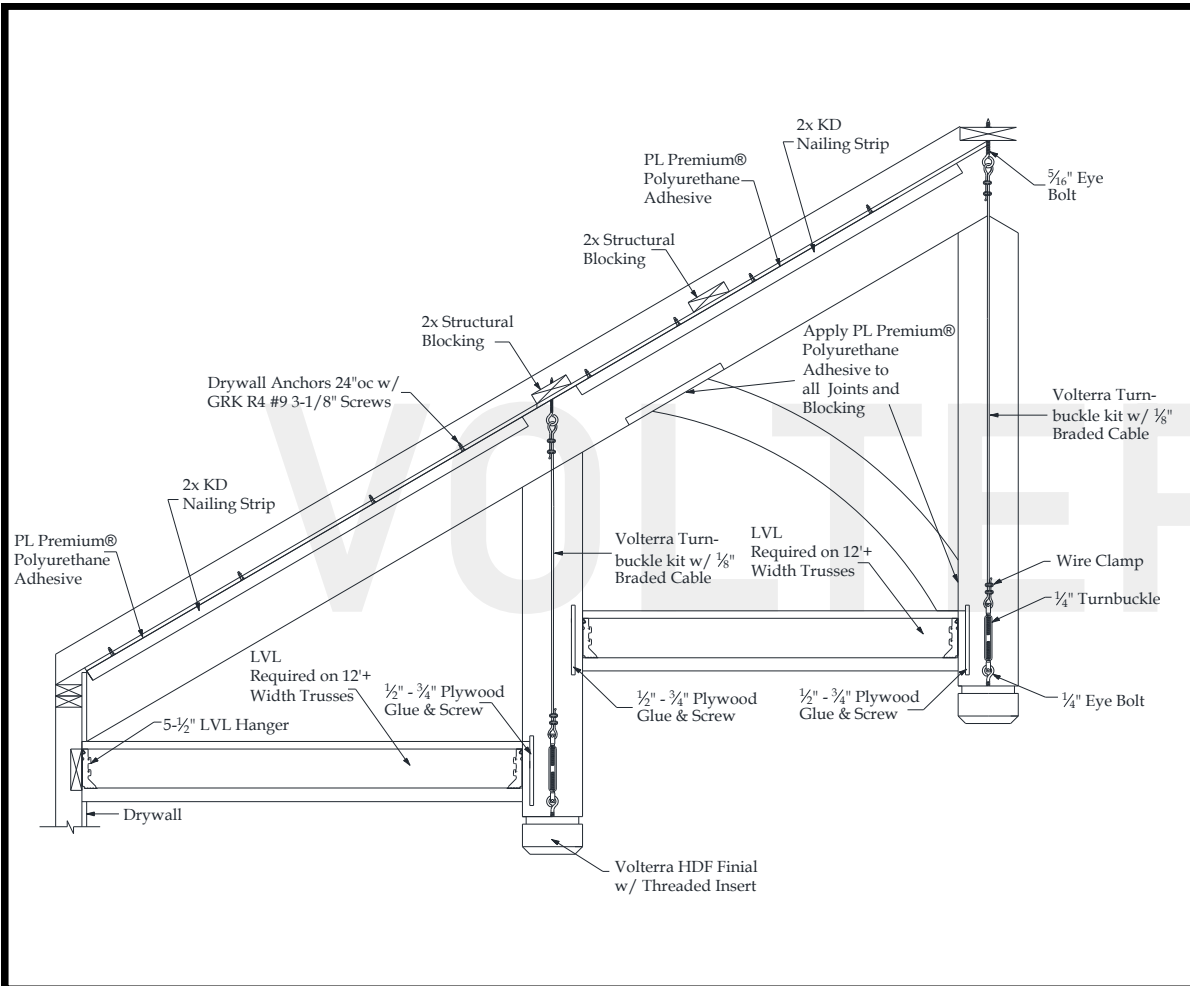 2x KD
Nailing Strip
PL Premium®
Polyurethane
Adhesive
5⁄16" Eye
Bolt
2x Structural
Blocking
2x Structural
Blocking
Apply PL Premium®
Polyurethane
Adhesive to
all Joints and
Blocking
Drywall Anchors 24"oc w/
GRK R4 #9 3-1/8" Screws
Volterra Turn-
buckle kit w/ ⅛"
Braded Cable
2x KD
Nailing Strip
PL Premium®
Polyurethane
Adhesive
Volterra Turn-
buckle kit w/ ⅛"
Braded Cable
LVL
Required on 12'+
Width Trusses
Wire Clamp
¼" Turnbuckle
LVL
Required on 12'+
Width Trusses
½" - ¾" Plywood
Glue & Screw
½" - ¾" Plywood
Glue & Screw
½" - ¾" Plywood
Glue & Screw
¼" Eye Bolt
5-½" LVL Hanger
Drywall
Volterra HDF Finial
w/ Threaded Insert
VOLTER